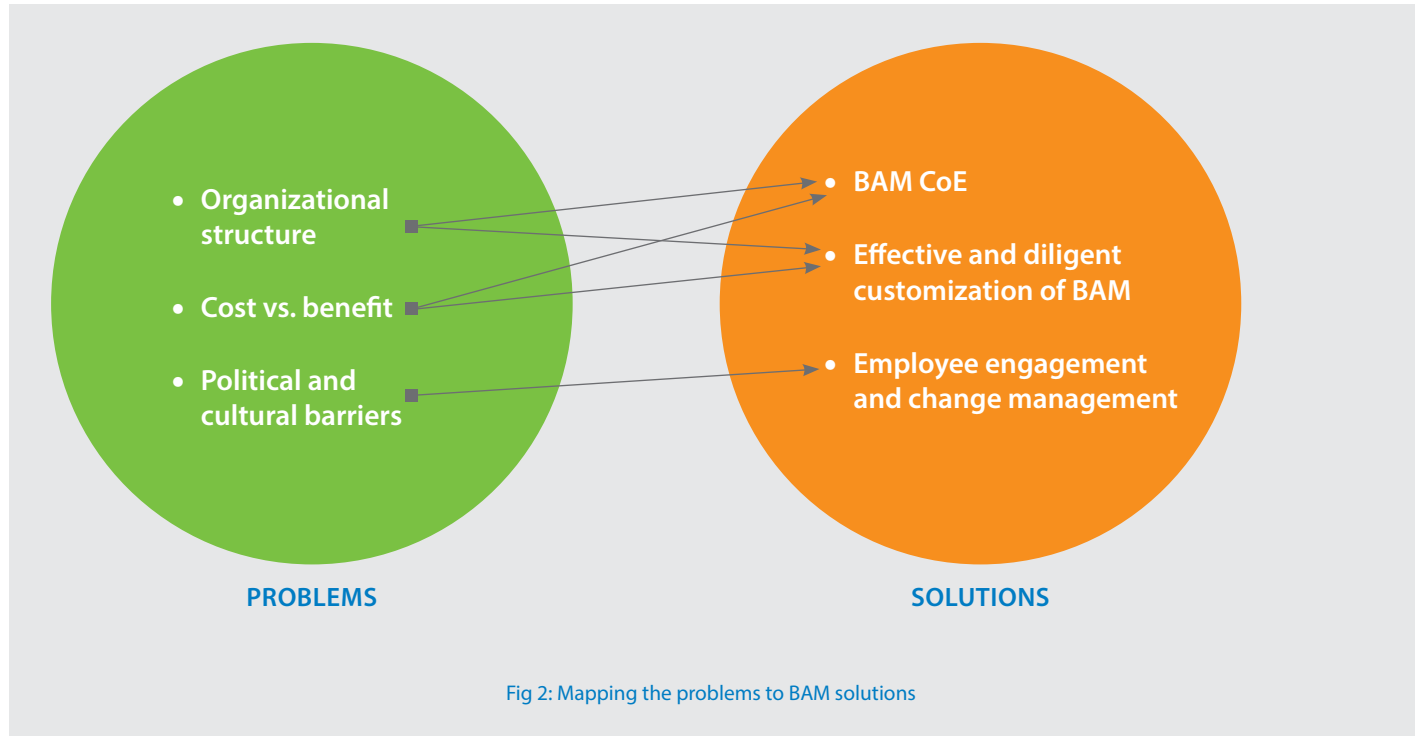 • Organizational
structure
• Cost vs. benefit
• Political and
cultural barriers
• BAM CoE
• Effective and diligent
customization of BAM
• Employee engagement
and change management
PROBLEMS
SOLUTIONS
Fig 2: Mapping the problems to BAM solutions